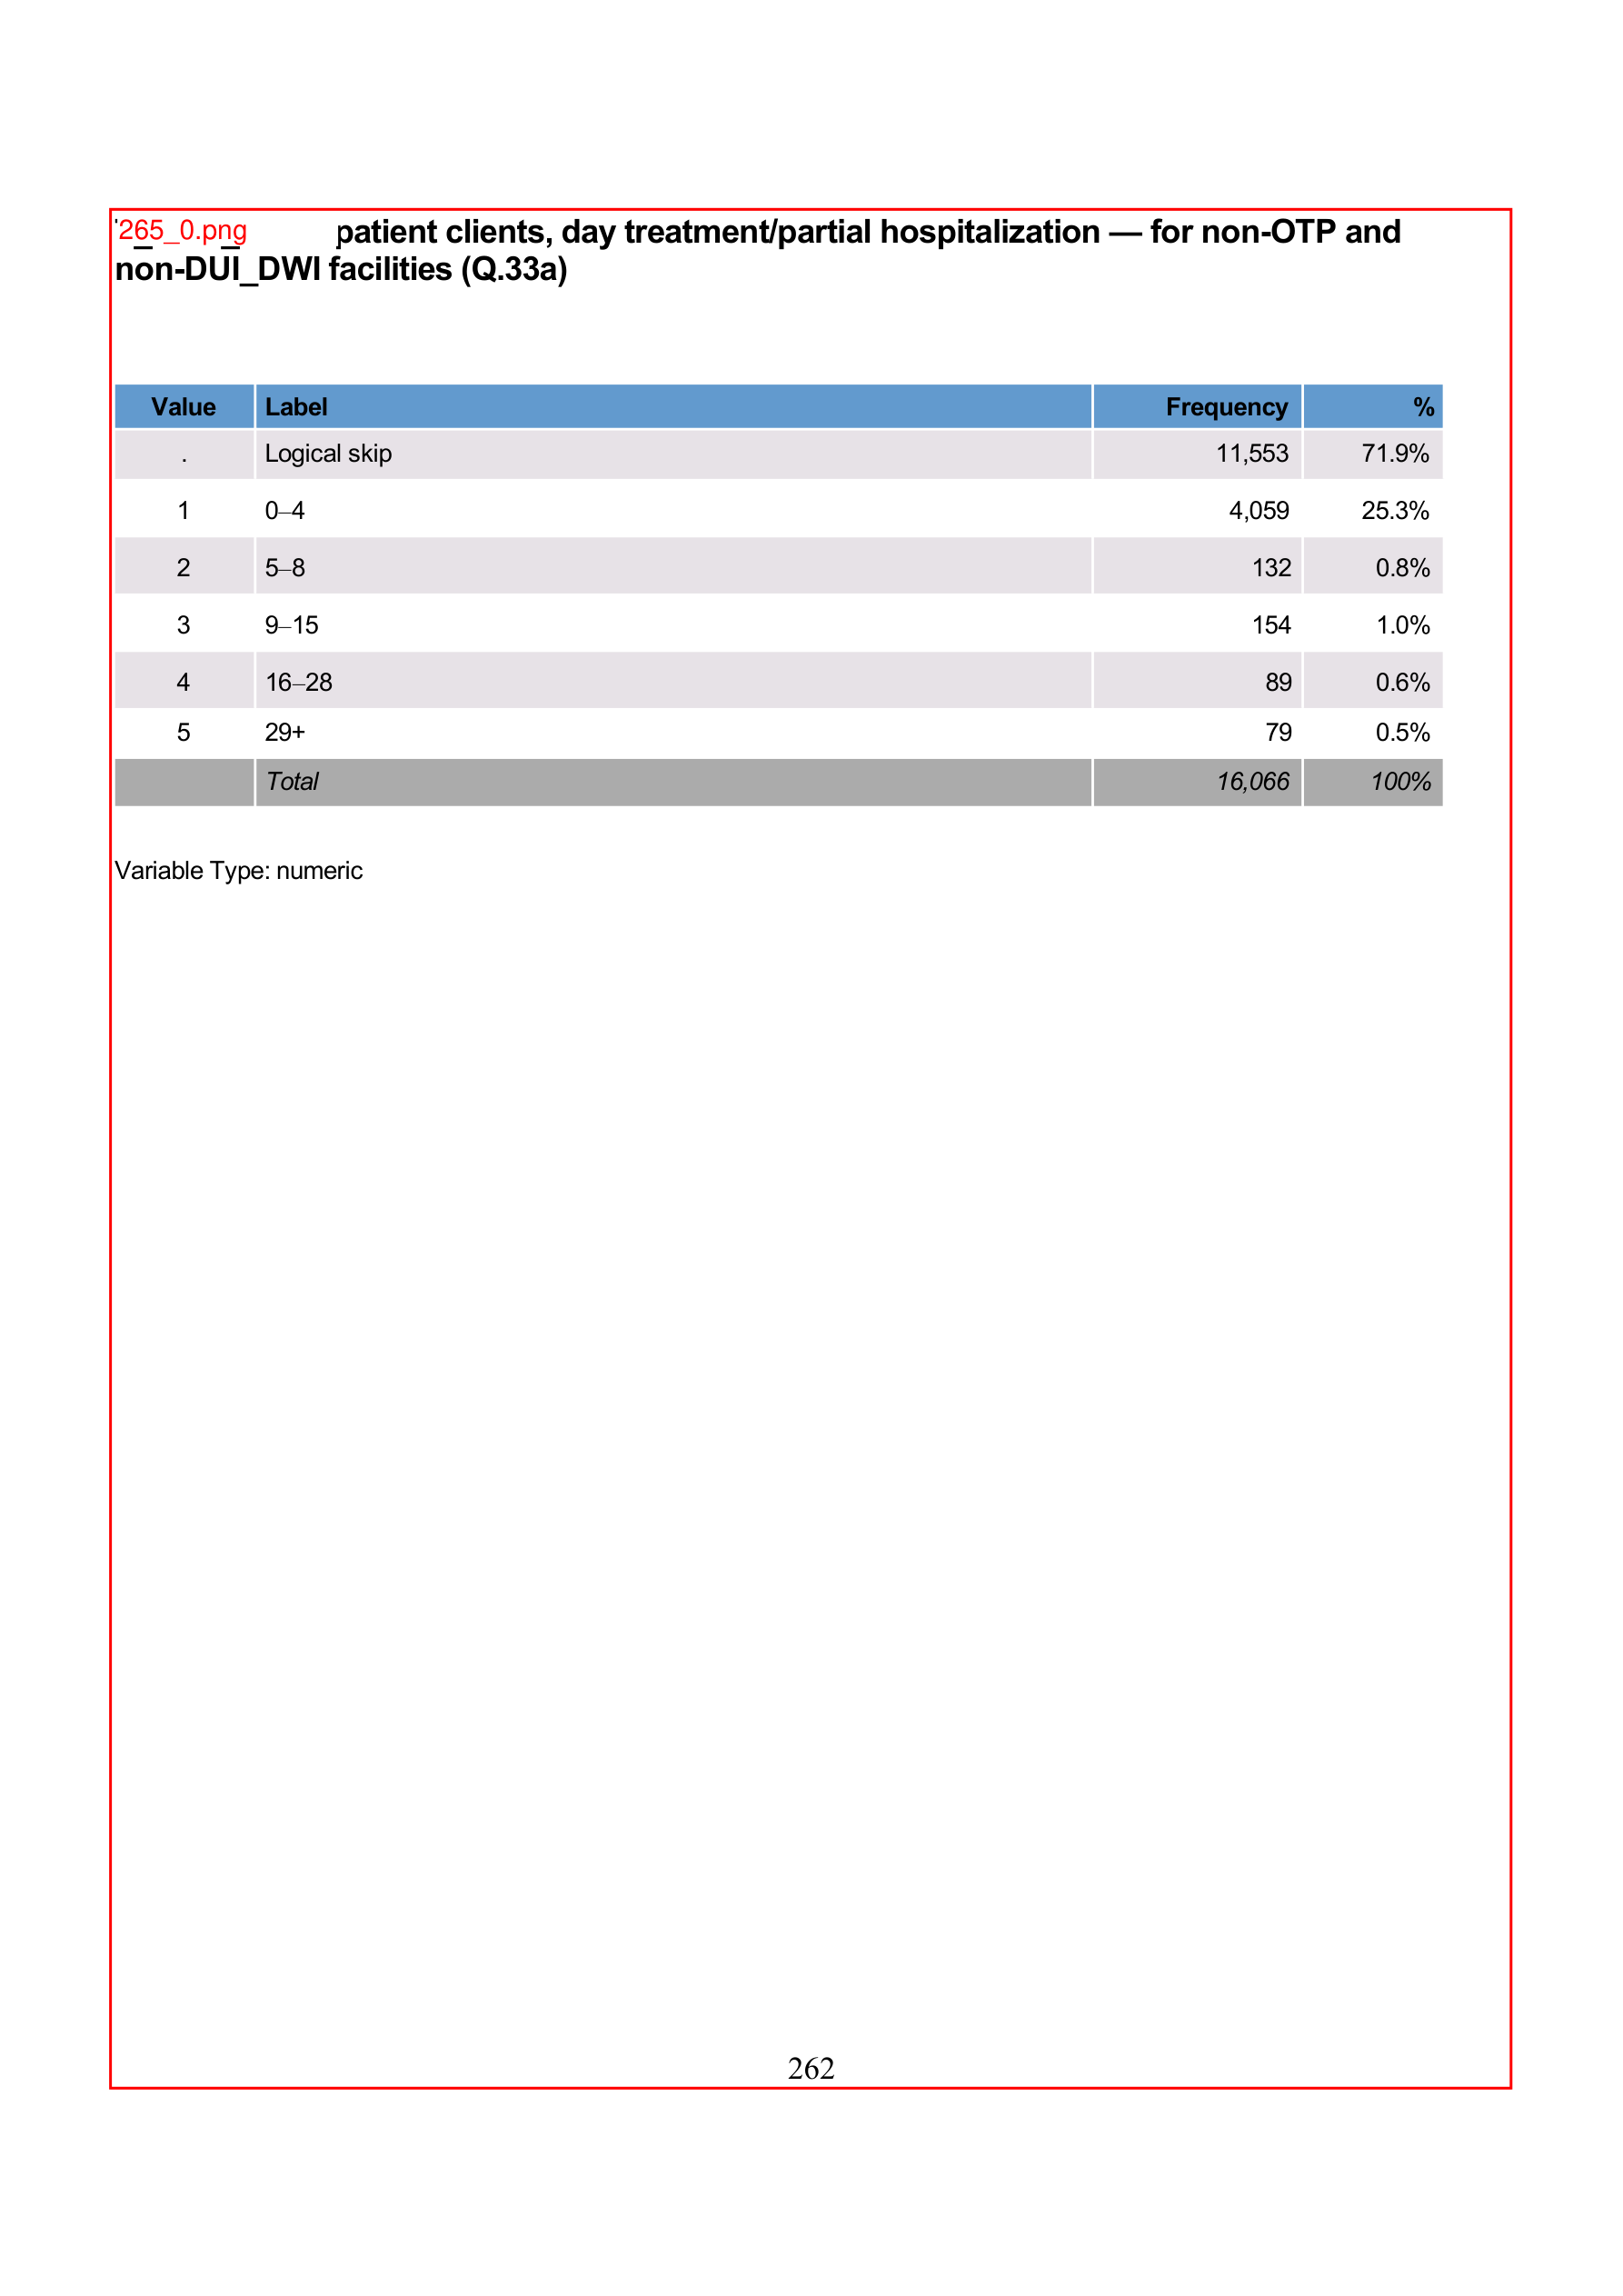 265_0.png patient clients, day treatment/partial hospitalization — for non-OTP and
non-DUI_DWI facilities (Q.33a)
Value Label Frequency %
. Logical skip 11,553 71.9%
1 0–4 4,059 25.3%
2 5–8 132 0.8%
3 9–15 154 1.0%
4 16–28 89 0.6%
5 29+ 79 0.5%
Total 16,066 100%
Variable Type: numeric
262